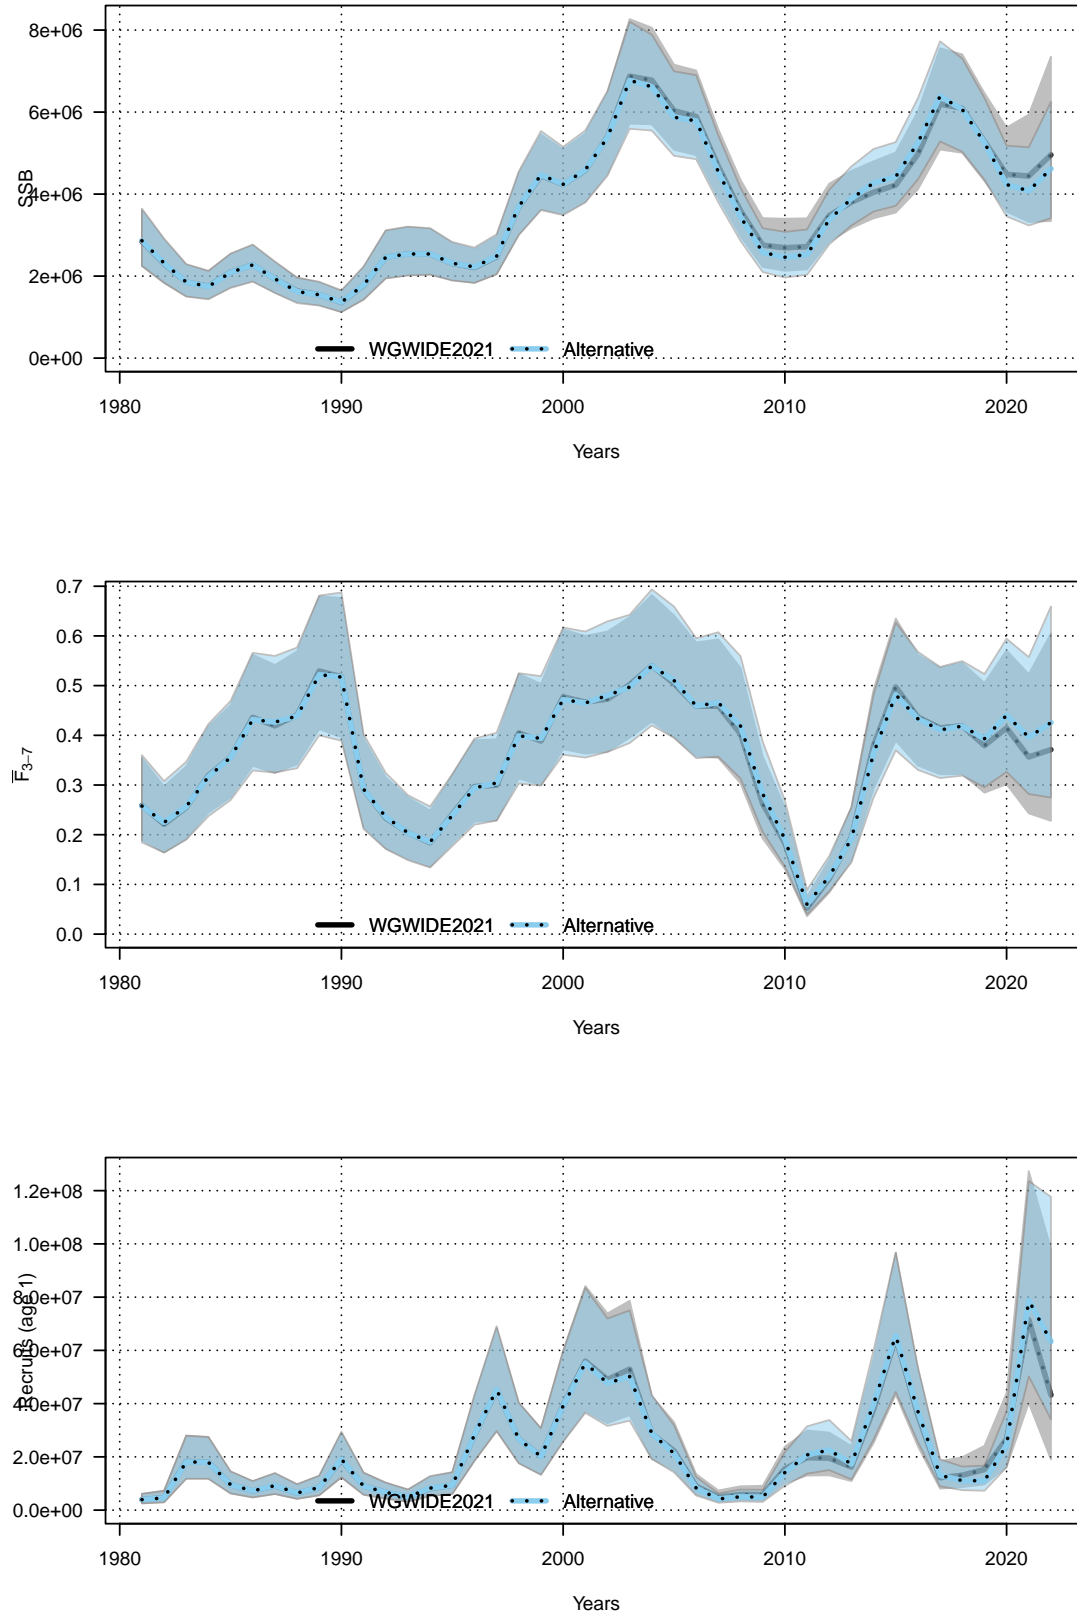 8e+06
6e+06
4e+06
2e+06
0e+00
SSB
WGWIDE2021 Alternative
1980 1990 2000 2010 2020
Years
0.7
0.6
0.5
0.4
0.3
0.2
0.1
0.0
F̅3−7
WGWIDE2021 Alternative
1980 1990 2000 2010 2020
Years
1.2e+08
1.0e+08
8.0e+07
6.0e+07
4.0e+07
2.0e+07
0.0e+00
Recruits (age 1)
WGWIDE2021 Alternative
1980 1990 2000 2010 2020
Years